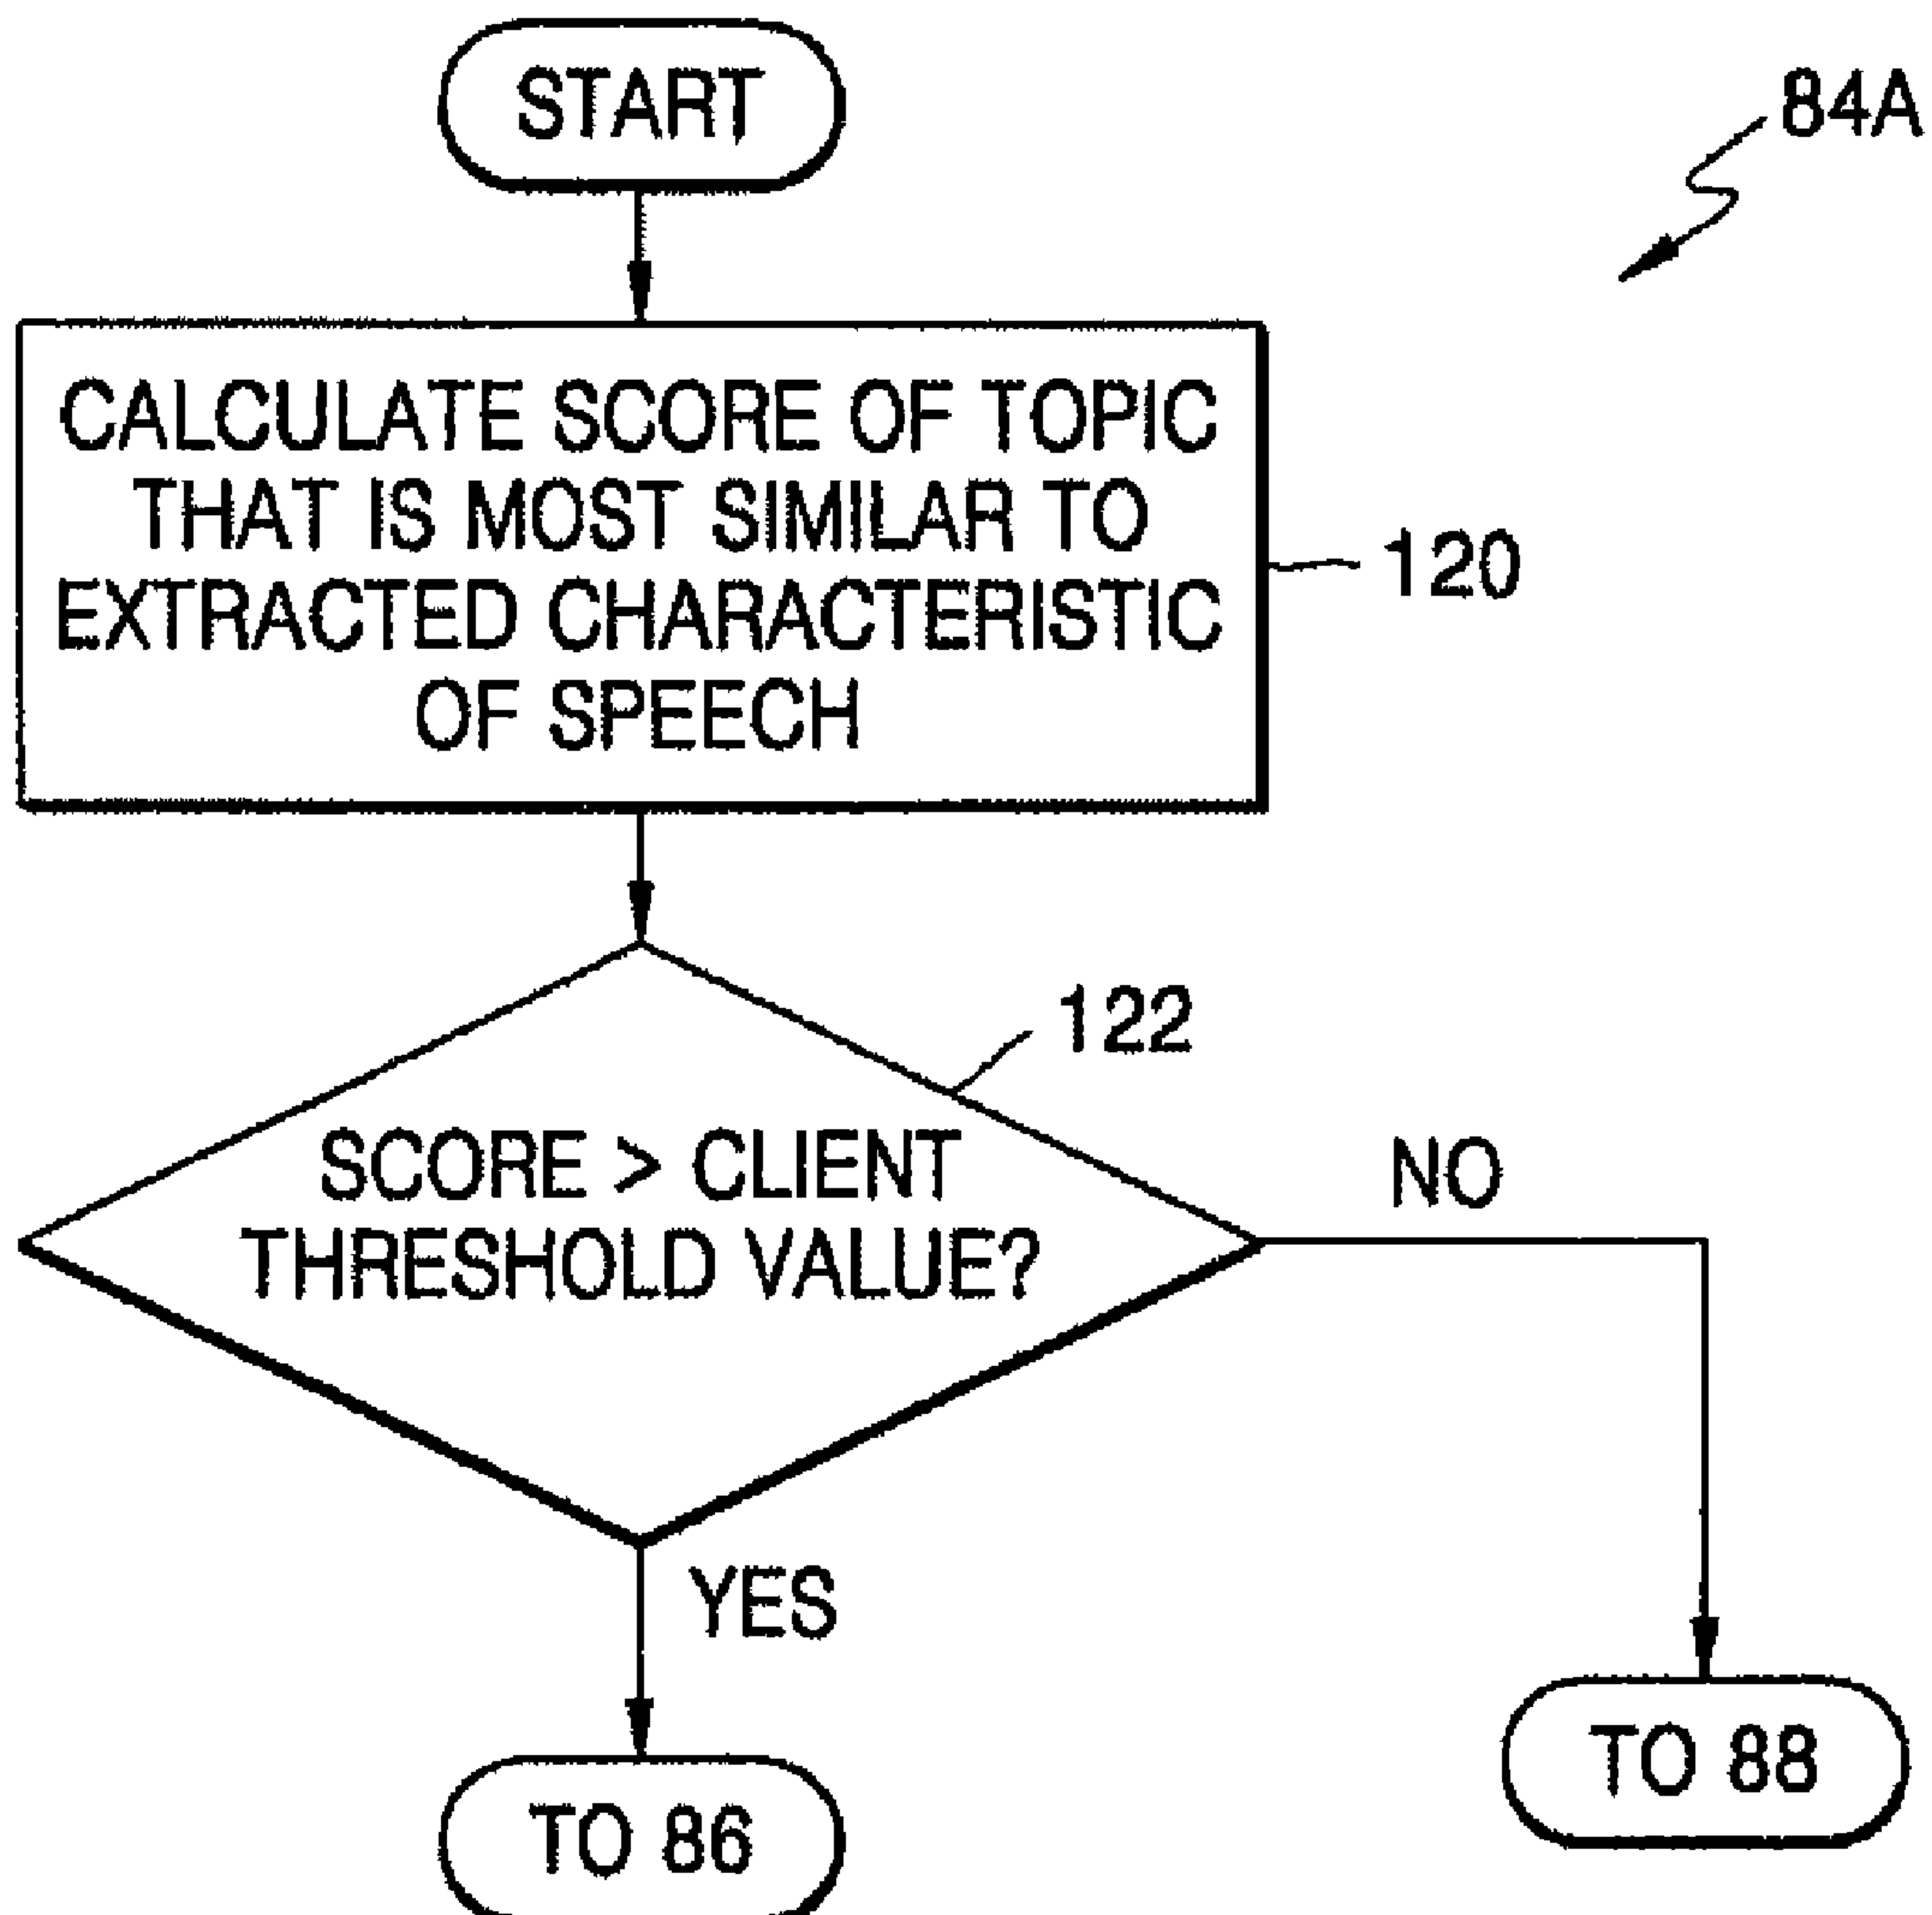 START
84A
CALCULATE SCORE OF TOPIC
THAT IS MOST SIMILAR TO
EXTRACTED CHARACTERISTIC
OF SPEECH
120
122
SCORE > CLIENT
THRESHOLD VALUE?
NO
YES
TO 88
TO 86